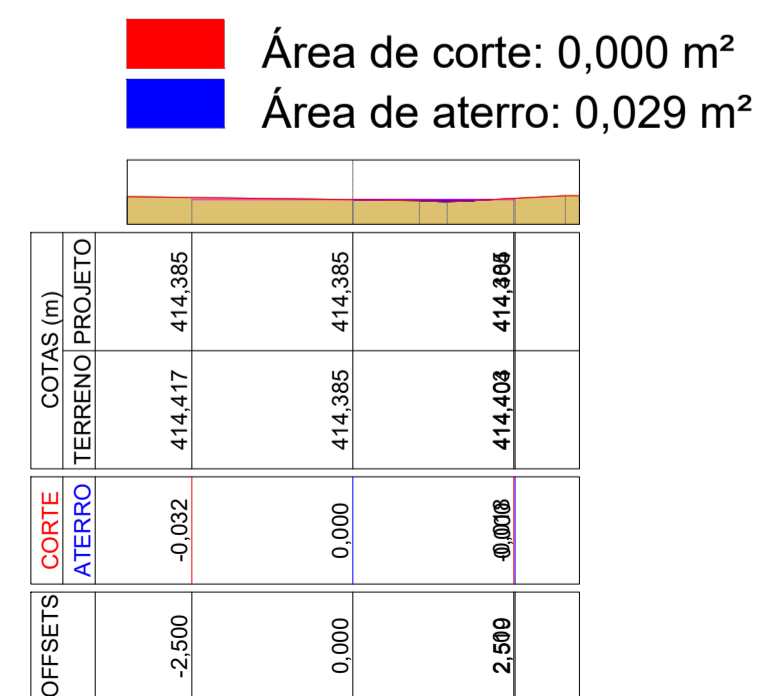 Área de corte: 0,000 m²
Área de aterro: 0,029 m²
COTAS (m)
PROJETO
414,385
414,385
TERRENO
414,417
414,385
CORTE
ATERRO
-0,032
0,000
OFFSETS
-2,500
0,000